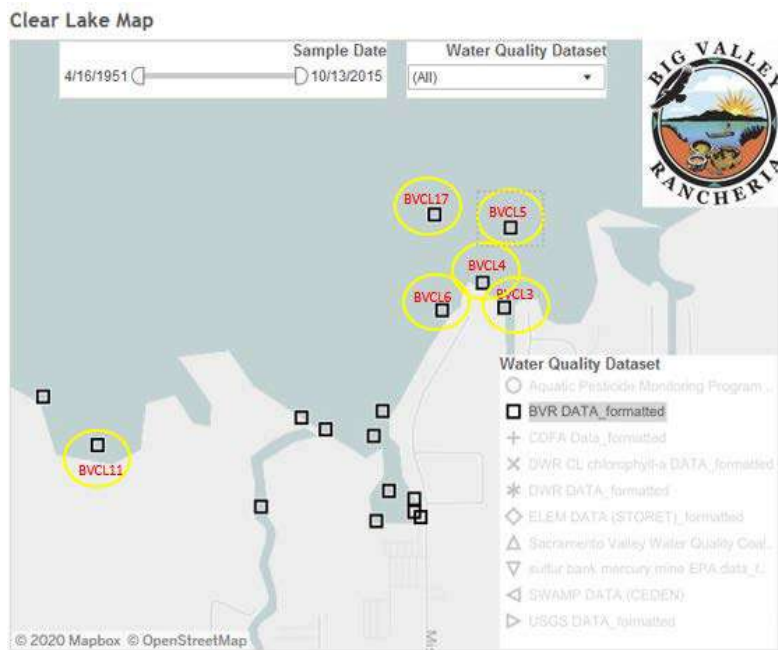 Clear Lake Map
Sample Date
4/16/1951 10/13/2015
Water Quality Dataset
(All)
BIG VALLEY
RANCHERIA
BVCL17
BVCL5
BVCL4
BVCL6
BVCL3
BVCL11
Water Quality Dataset
Aquatic Pesticide Monitoring Program ..
BVR DATA_formatted
COFA Data_formatted
DWR CL chlorophyll-a DATA_formatted
DWR DATA_formatted
ELEM DATA (STORET)_formatted
Sacramento Valley Water Quality Coal..
sulfur bank mercury mine EPA data_f..
SWAMP DATA (CEDEN)
USGS DATA_formatted
© 2020 Mapbox © OpenStreetMap